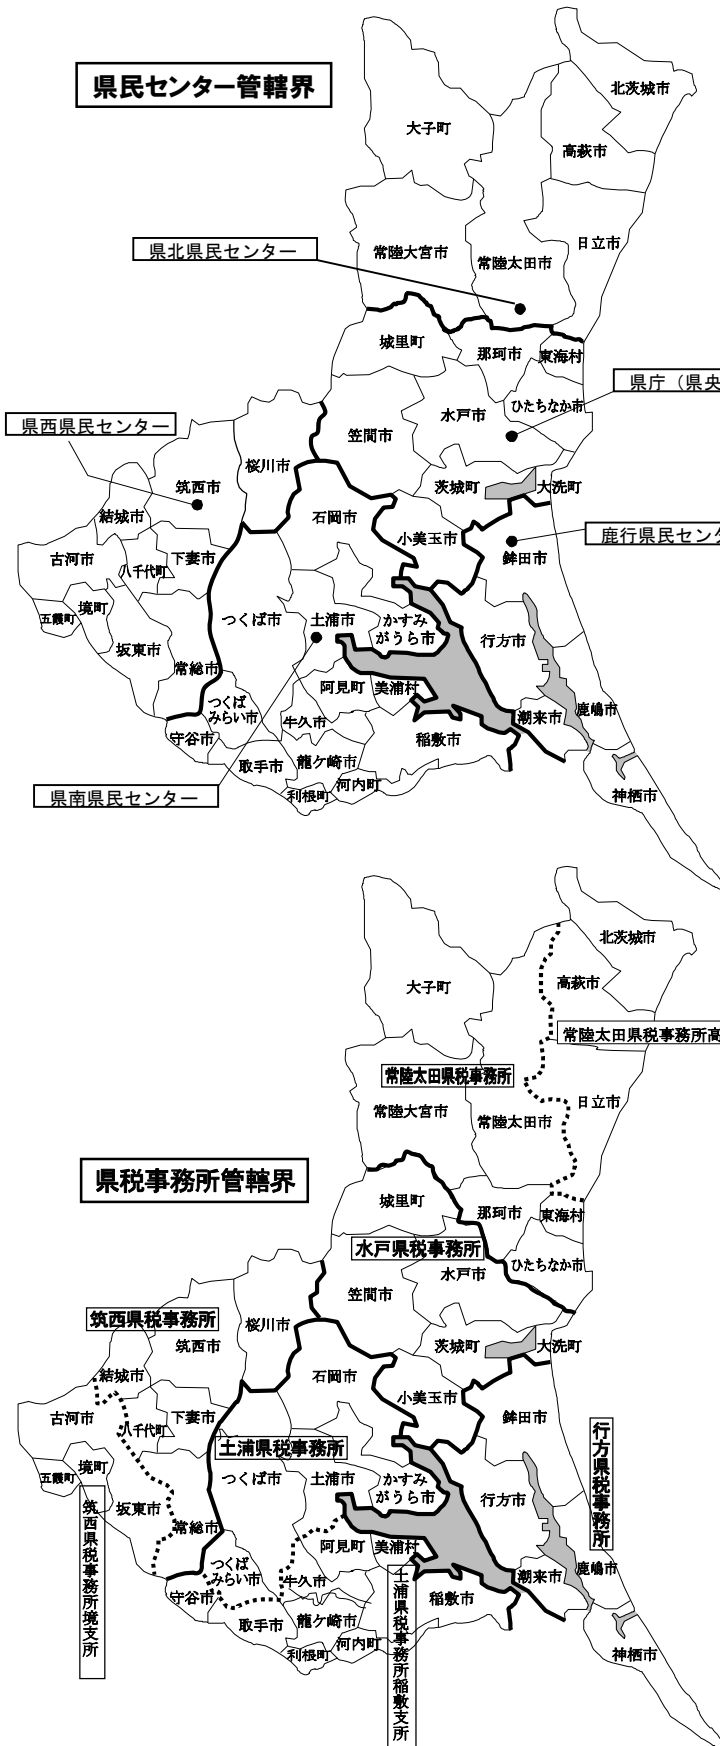 県民センター管轄界
北茨城市
大子町
高萩市
日立市
県北県民センター
常陸大宮市
常陸太田市
城里町
那珂市
東海村
県庁（県央
水戸市
ひたちなか市
県西県民センター
笠間市
桜川市
筑西市
茨城町
大洗町
結城市
石岡市
小美玉市
鹿行県民センタ
鉾田市
古河市
八千代町
下妻市
五霞町
境町
つくば市
土浦市
かすみ
がうら市
行方市
坂東市
常総市
阿見町
美浦村
つくば
みらい市
牛久市
潮来市
鹿嶋市
守谷市
稲敷市
取手市
龍ケ崎市
河内町
利根町
県南県民センター
神栖市
北茨城市
高萩市
大子町
常陸太田県税事務所高
常陸太田県税事務所
常陸大宮市
常陸太田市
日立市
県税事務所管轄界
城里町
那珂市
東海村
水戸県税事務所
水戸市
ひたちなか市
笠間市
筑西県税事務所
桜川市
筑西市
茨城町
大洗町
結城市
石岡市
小美玉市
古河市
八千代町
下妻市
鉾田市
行方県税事務所
土浦県税事務所
五霞町
境町
つくば市
土浦市
かすみ
がうら市
行方市
筑西県税事務所境支所
坂東市
常総市
阿見町
美浦村
つくば
みらい市
牛久市
土浦県税事務所稲敷支所
潮来市
鹿嶋市
守谷市
稲敷市
取手市
龍ケ崎市
河内町
利根町
神栖市